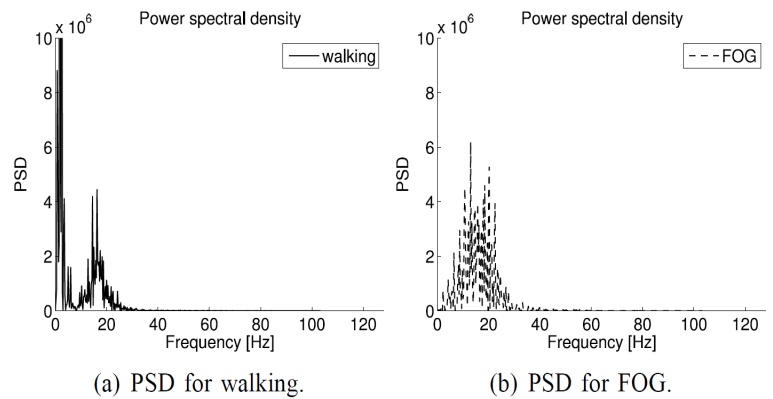 Power spectral density
x 10^6
walking
PSD
10
8
6
4
2
0
0 20 40 60 80 100 120
Frequency [Hz]
(a) PSD for walking.
Power spectral density
x 10^6
FOG
PSD
10
8
6
4
2
0
0 20 40 60 80 100 120
Frequency [Hz]
(b) PSD for FOG.